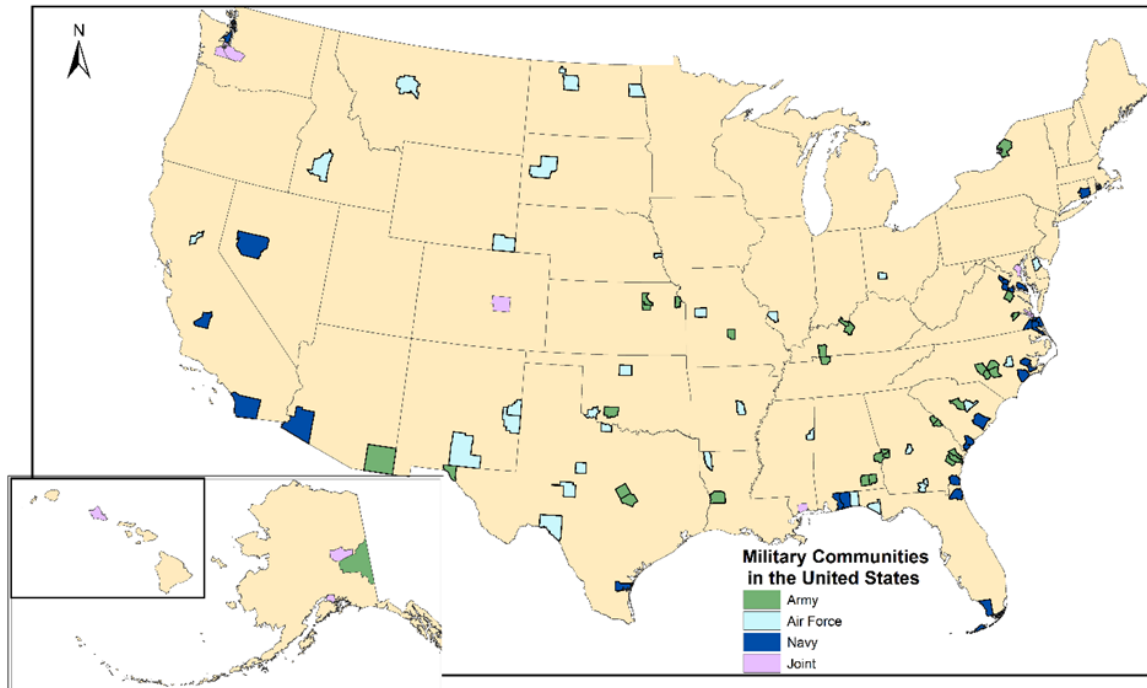 N
Military Communities
in the United States
Army
Air Force
Navy
Joint